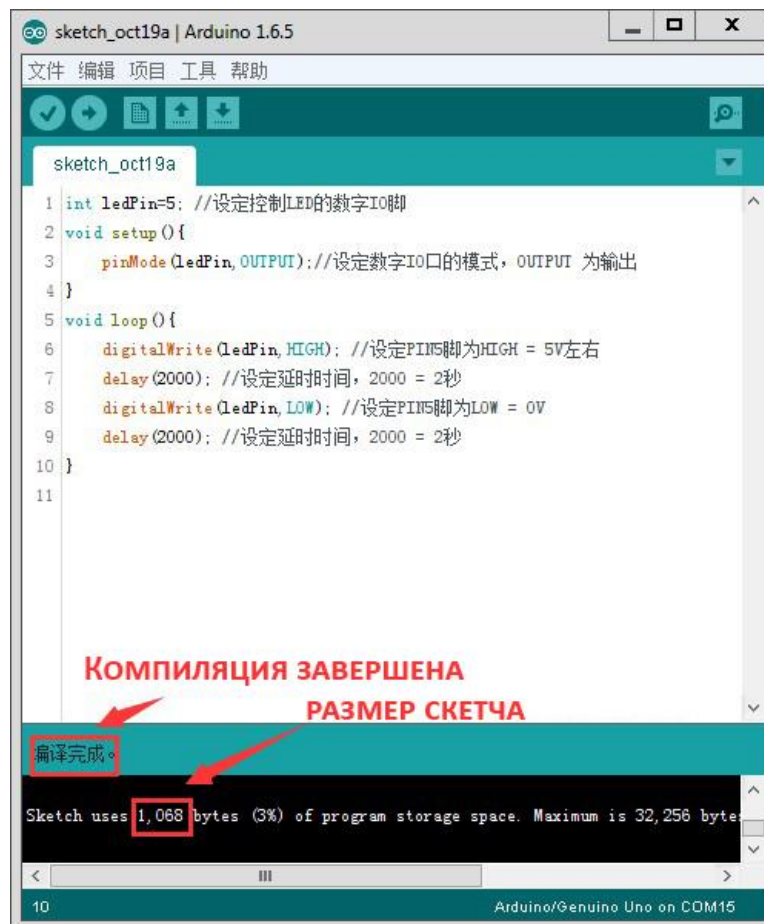 sketch_oct19a | Arduino 1.6.5
文件 编辑 项目 工具 帮助
sketch_oct19a
1 int ledPin=5; //设定控制LED的数字IO脚
2 void setup(){
3 pinMode(ledPin,OUTPUT);//设定数字IO口的模式，OUTPUT 为输出
4 }
5 void loop(){
6 digitalWrite(ledPin,HIGH); //设定PIN5脚为HIGH = 5V左右
7 delay(2000); //设定延时时间，2000 = 2秒
8 digitalWrite(ledPin,LOW); //设定PIN5脚为LOW = 0V
9 delay(2000); //设定延时时间，2000 = 2秒
10 }
11
Компиляция завершена
размер скетча
编译完成。
Sketch uses 1,068 bytes (3%) of program storage space. Maximum is 32,256 byte
10 Arduino/Genuino Uno on COM15